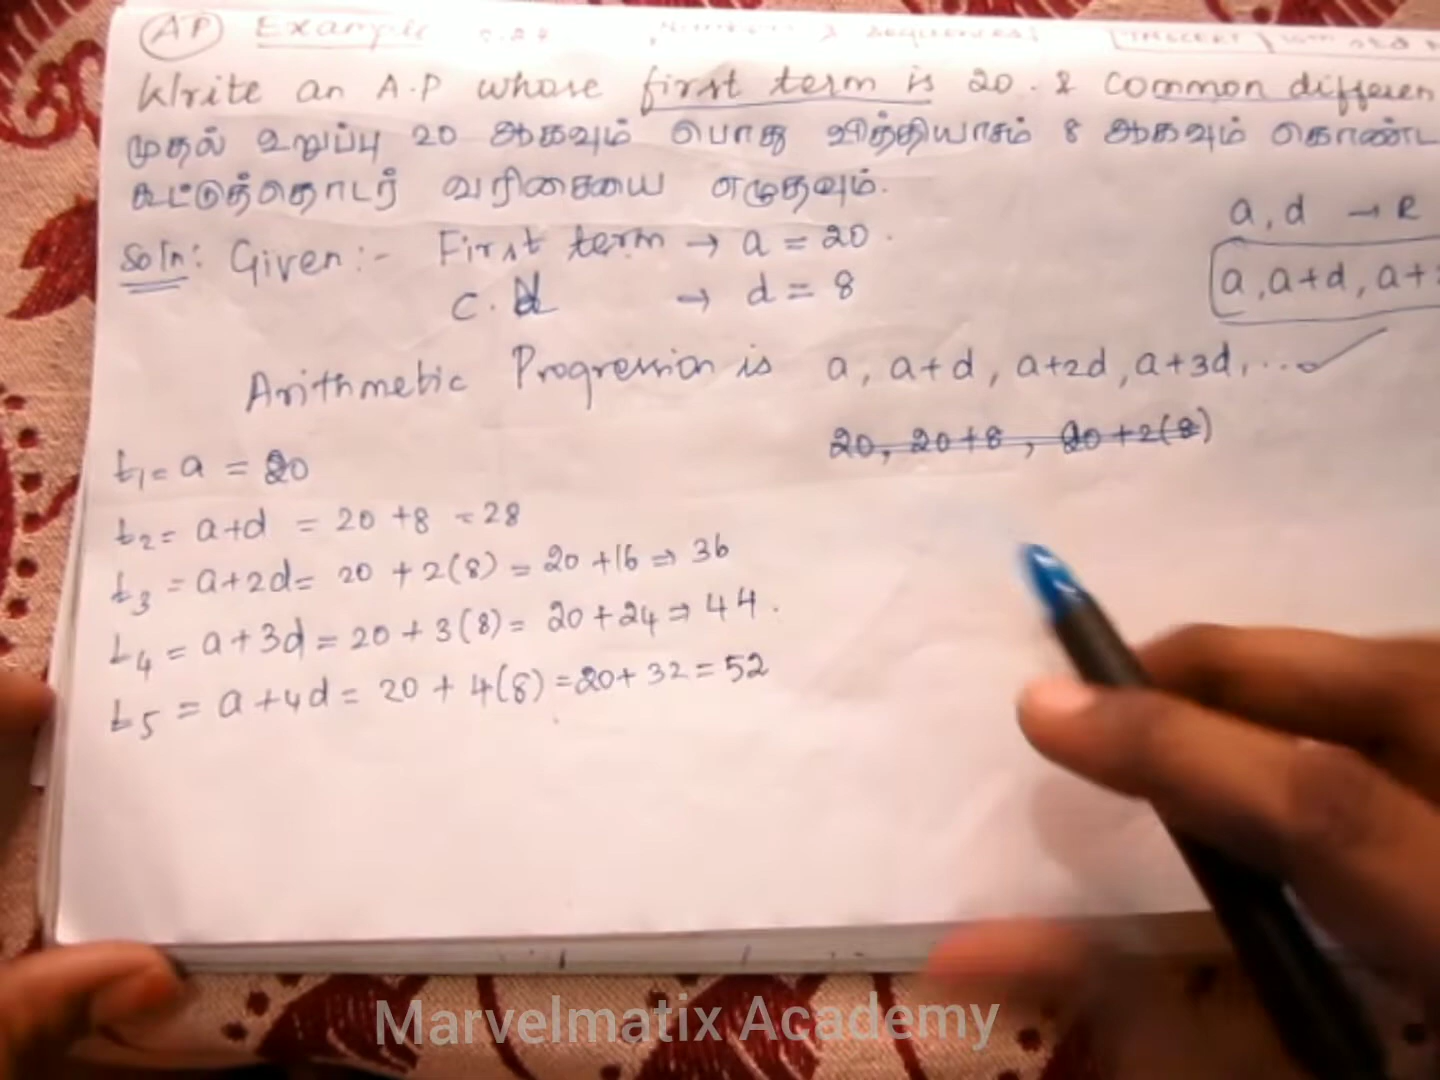 AP Example
Write an A.P whose first term is 20. & common differen
முதல் உறுப்பு 20 ஆகவும் பொது வித்தியாசம் 8 ஆகவும் கொண்ட
கூட்டுத்தொடர் வரிசையை எழுதவும்.
Soln: Given:- First term → a = 20.
C. d → d = 8
a, d → R
a, a+d, a+
Arithmetic Progression is a, a+d, a+2d, a+3d, ...
20, 20+8, 20+2(8)
t1 = a = 20
t2 = a+d = 20 +8 = 28
t3 = a+2d = 20 + 2(8) = 20 +16 ⇒ 36
t4 = a+3d = 20 + 3(8) = 20 + 24 ⇒ 44.
t5 = a+4d = 20 + 4(8) = 20 + 32 = 52
Marvelmatix Academy